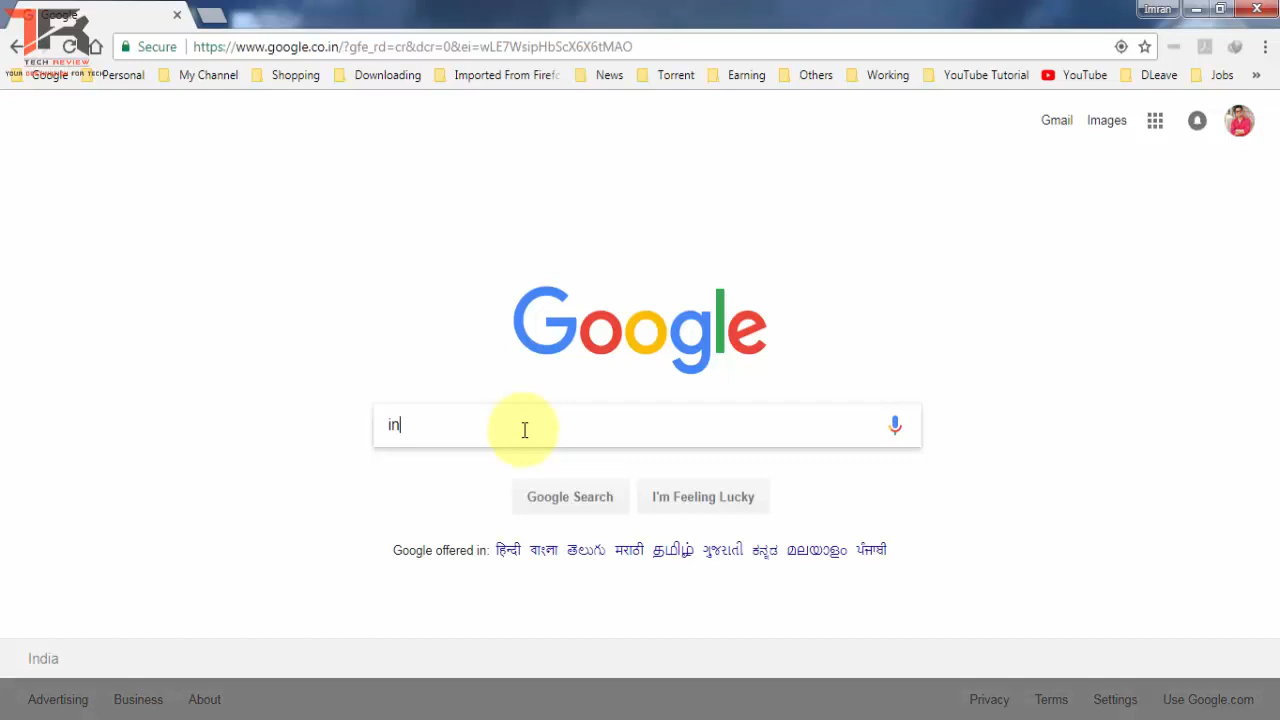 Google
Imran
TR
TECH REVIEW
Secure
https://www.google.co.in/?gfe_rd=cr&dcr=0&ei=wLE7WsipHbScX6X6tMAO
Google Personal My Channel Shopping Downloading Imported From Firef News Torrent Earning Others Working YouTube Tutorial YouTube DLeave Jobs »
Gmail Images
Google
in
Google Search I'm Feeling Lucky
Google offered in: हिन्दी বাংলা తెలుగు मराठी தமிழ் ગુજરાતી ಕನ್ನಡ മലയാളം ਪੰਜਾਬੀ
India
Advertising Business About Privacy Terms Settings Use Google.com